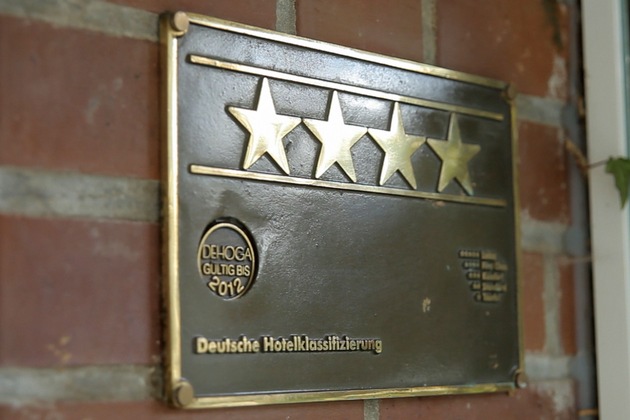 DEHOGA
GÜLTIG BIS
2012
Deutsche Hotelklassifizierung